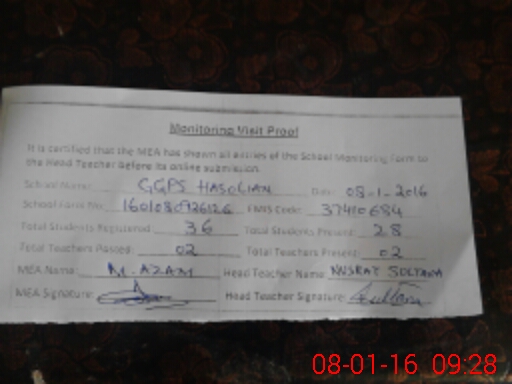 Monitoring Visit Proof
It is certified that the MEA has shown all entries of the School Monitoring Form to
the Head Teacher before its online submission.
School Name: GGPS HASOLIAN Date: 08-1-2016
School Form No: EMIS Code: 37410684
Total Students Registered 36 Total Students Present: 28
Total Teachers Posted: 02 Total Teachers Present: 02
MEA Name: M. AZAM Head Teacher Name: NUSRAT SULTANA
MEA Signature: Head Teacher Signature: Sultana
08-01-16 09:28